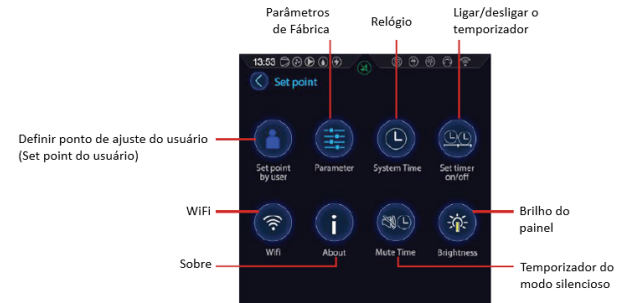 Parâmetros
de Fábrica
Relógio
Ligar/desligar o
temporizador
13:53
Set point
Definir ponto de ajuste do usuário
(Set point do usuário)
Set point
by user
Parameter
System Time
Set timer
on/off
WiFi
Brilho do
painel
Wifi
About
Mute Time
Brightness
Sobre
Temporizador do
modo silencioso